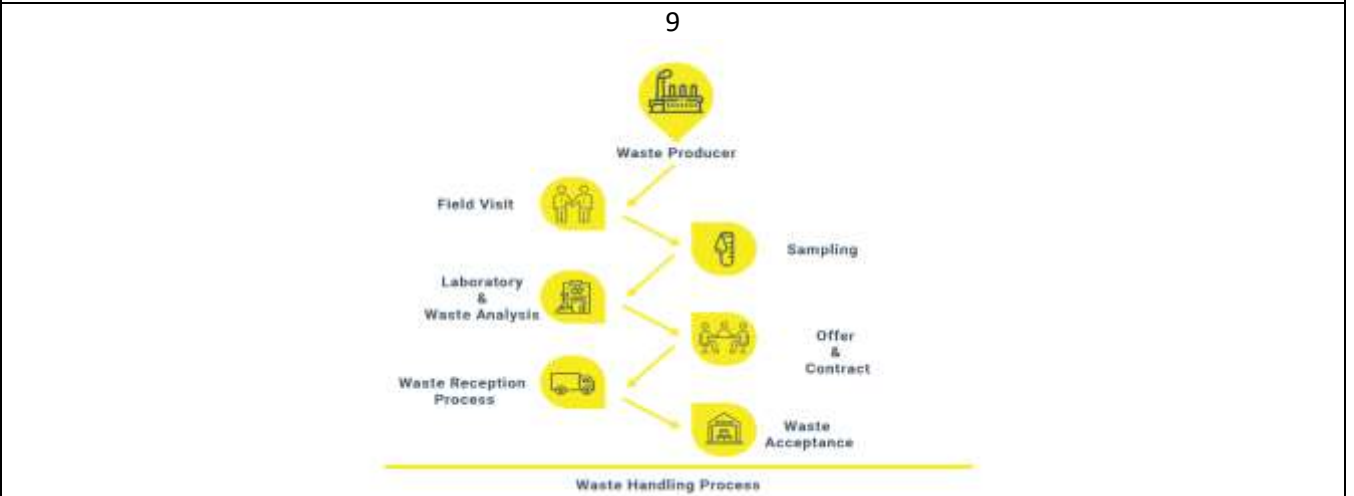 9
Waste Producer
Field Visit
Sampling
Laboratory
&
Waste Analysis
Offer
&
Contract
Waste Reception
Process
Waste
Acceptance
Waste Handling Process